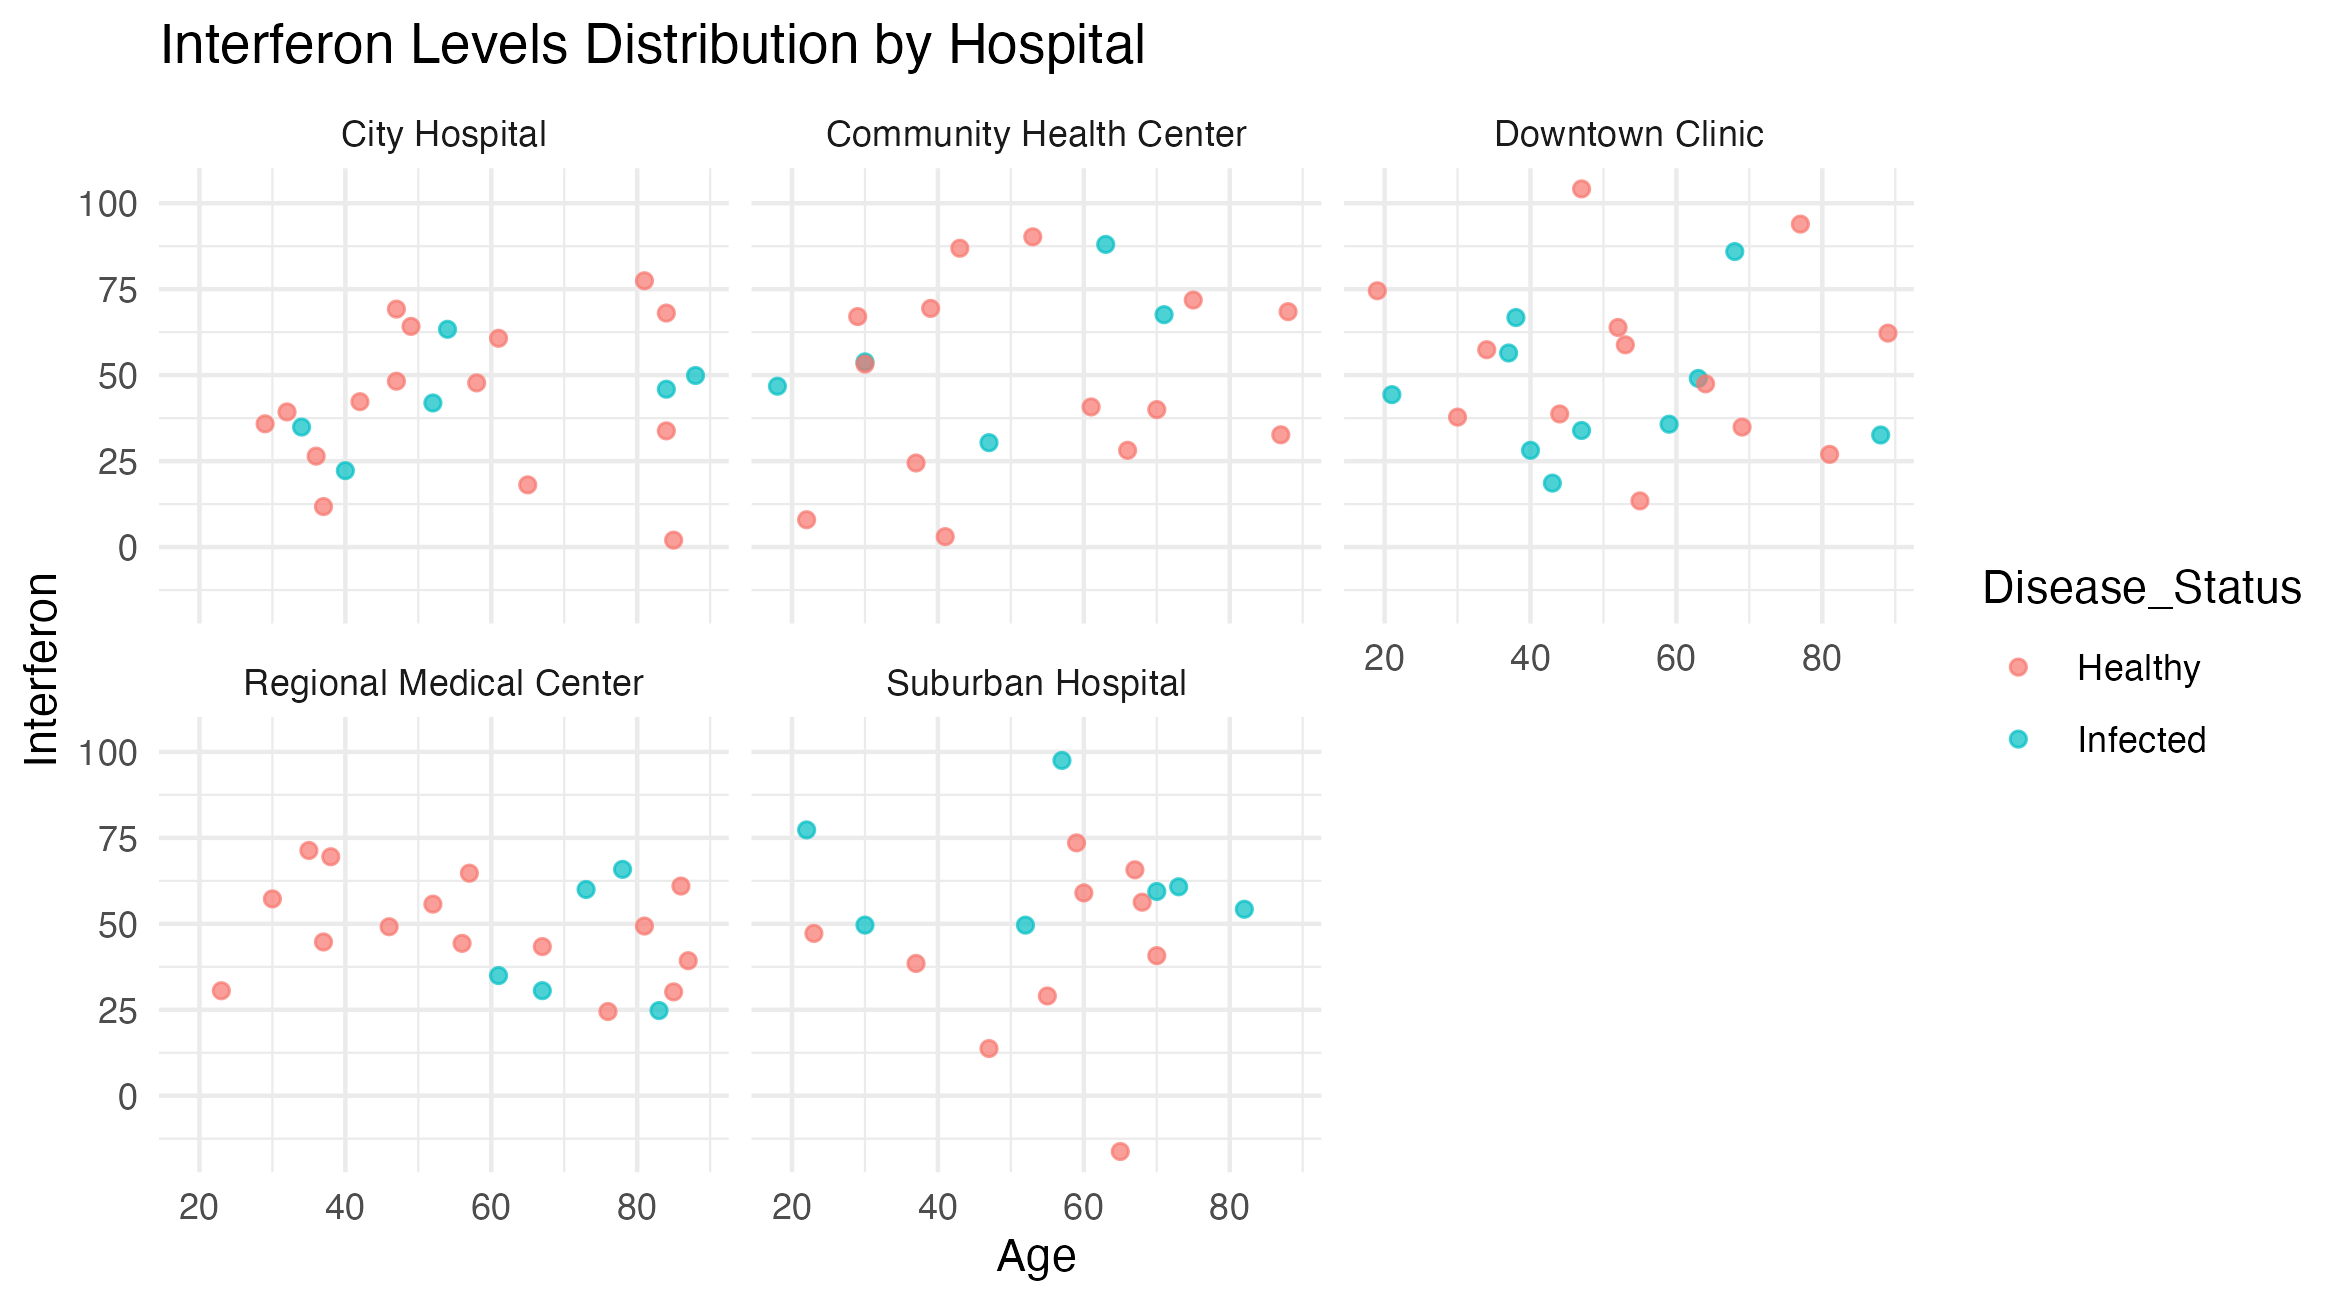 Interferon Levels Distribution by Hospital
City Hospital
Community Health Center
Downtown Clinic
100
75
50
25
0
20 40 60 80
Interferon
Regional Medical Center
Suburban Hospital
100
75
50
25
0
20 40 60 80
20 40 60 80
Age
Disease_Status
Healthy
Infected